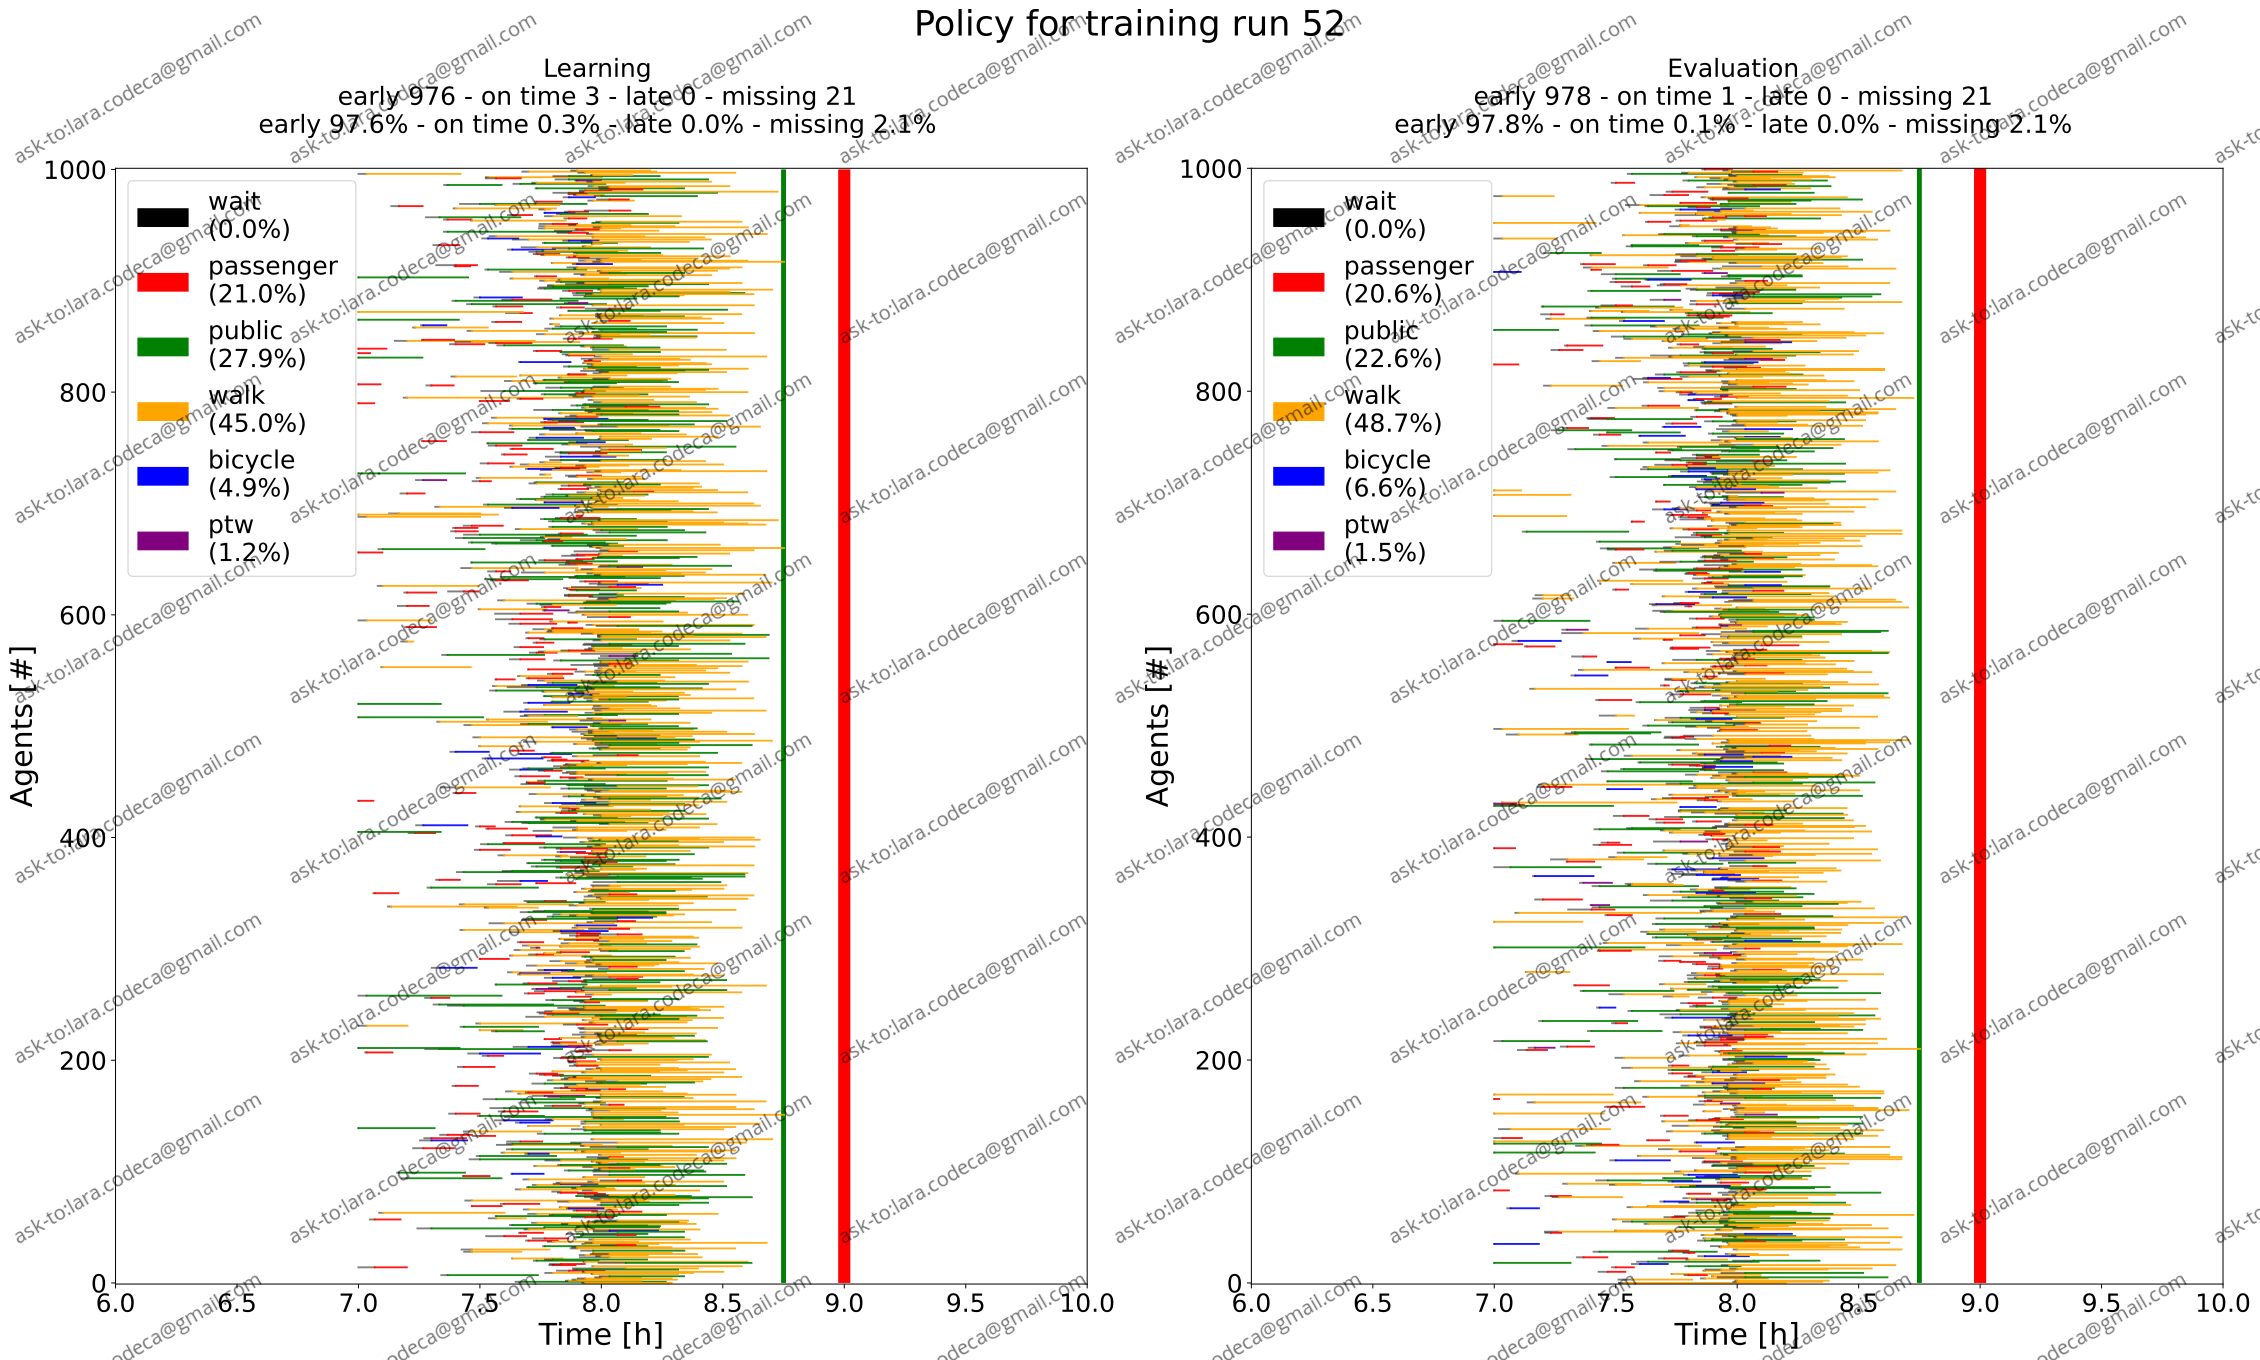 Policy for training run 52
Learning
early 976 - on time 3 - late 0 - missing 21
early 97.6% - on time 0.3% - late 0.0% - missing 2.1%
1000
800
600
400
200
0
Agents [#]
wait
(0.0%)
passenger
(21.0%)
public
(27.9%)
walk
(45.0%)
bicycle
(4.9%)
ptw
(1.2%)
6.0 6.5 7.0 7.5 8.0 8.5 9.0 9.5 10.0
Time [h]
Evaluation
early 978 - on time 1 - late 0 - missing 21
early 97.8% - on time 0.1% - late 0.0% - missing 2.1%
1000
800
600
400
200
0
Agents [#]
wait
(0.0%)
passenger
(20.6%)
public
(22.6%)
walk
(48.7%)
bicycle
(6.6%)
ptw
(1.5%)
6.0 6.5 7.0 7.5 8.0 8.5 9.0 9.5 10.0
Time [h]
ask-to:lara.codeca@gmail.com